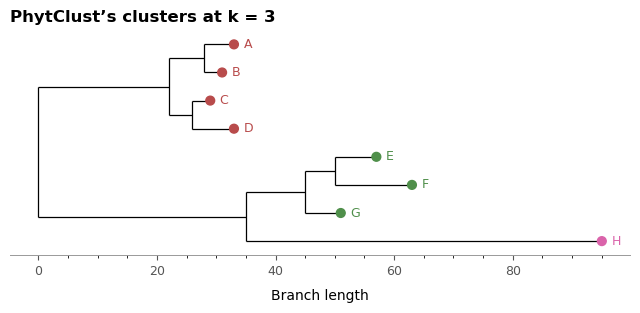 PhytClust’s clusters at k = 3
A
B
C
D
E
F
G
H
0 20 40 60 80
Branch length